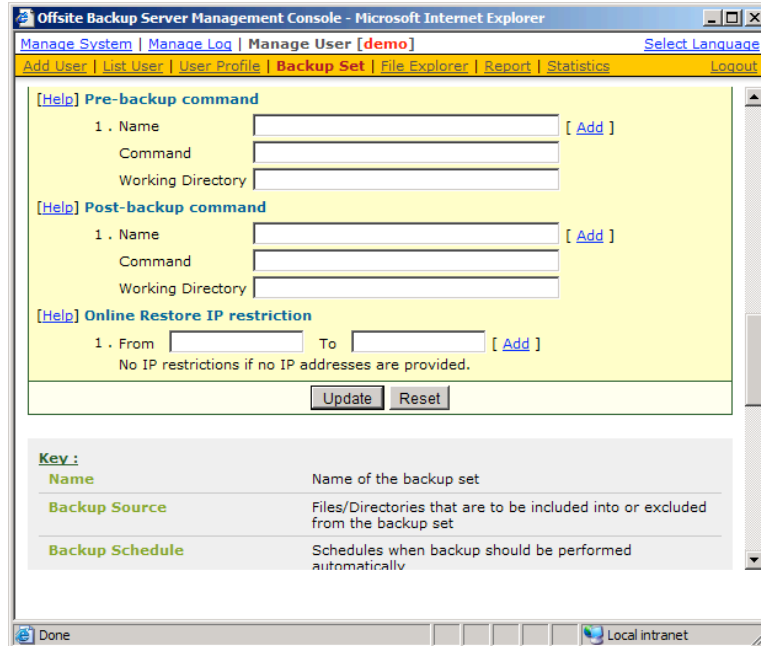 Offsite Backup Server Management Console - Microsoft Internet Explorer
Manage System | Manage Log | Manage User [demo] Select Language
Add User | List User | User Profile | Backup Set | File Explorer | Report | Statistics Logout
[Help] Pre-backup command
1 . Name [ Add ]
Command
Working Directory
[Help] Post-backup command
1 . Name [ Add ]
Command
Working Directory
[Help] Online Restore IP restriction
1 . From To [ Add ]
No IP restrictions if no IP addresses are provided.
Update Reset
Key :
Name Name of the backup set
Backup Source Files/Directories that are to be included into or excluded
from the backup set
Backup Schedule Schedules when backup should be performed
automatically
Done Local intranet